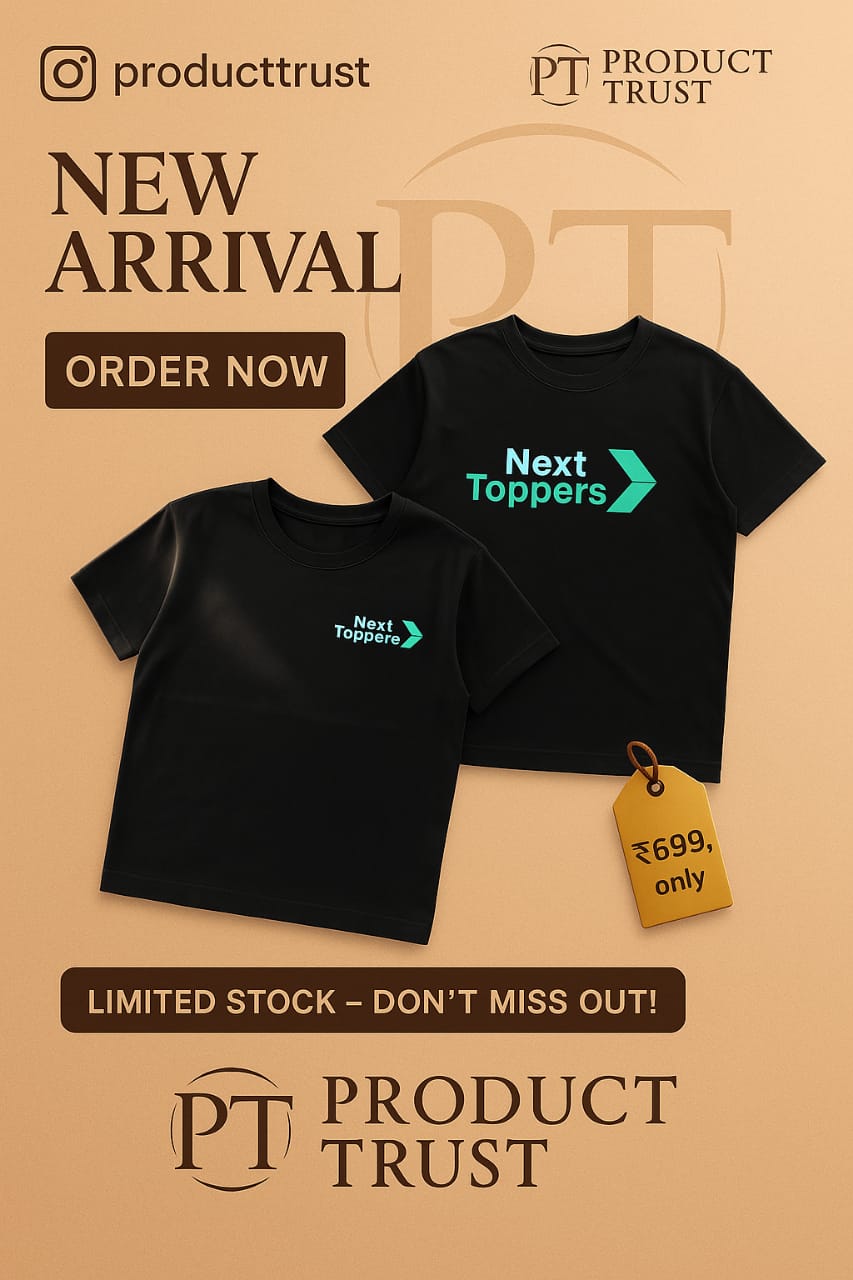 producttrust
PT PRODUCT
TRUST
NEW
ARRIVAL
PT
ORDER NOW
Next
Toppers
Next
Toppere
₹699,
only
LIMITED STOCK – DON'T MISS OUT!
PT PRODUCT
TRUST